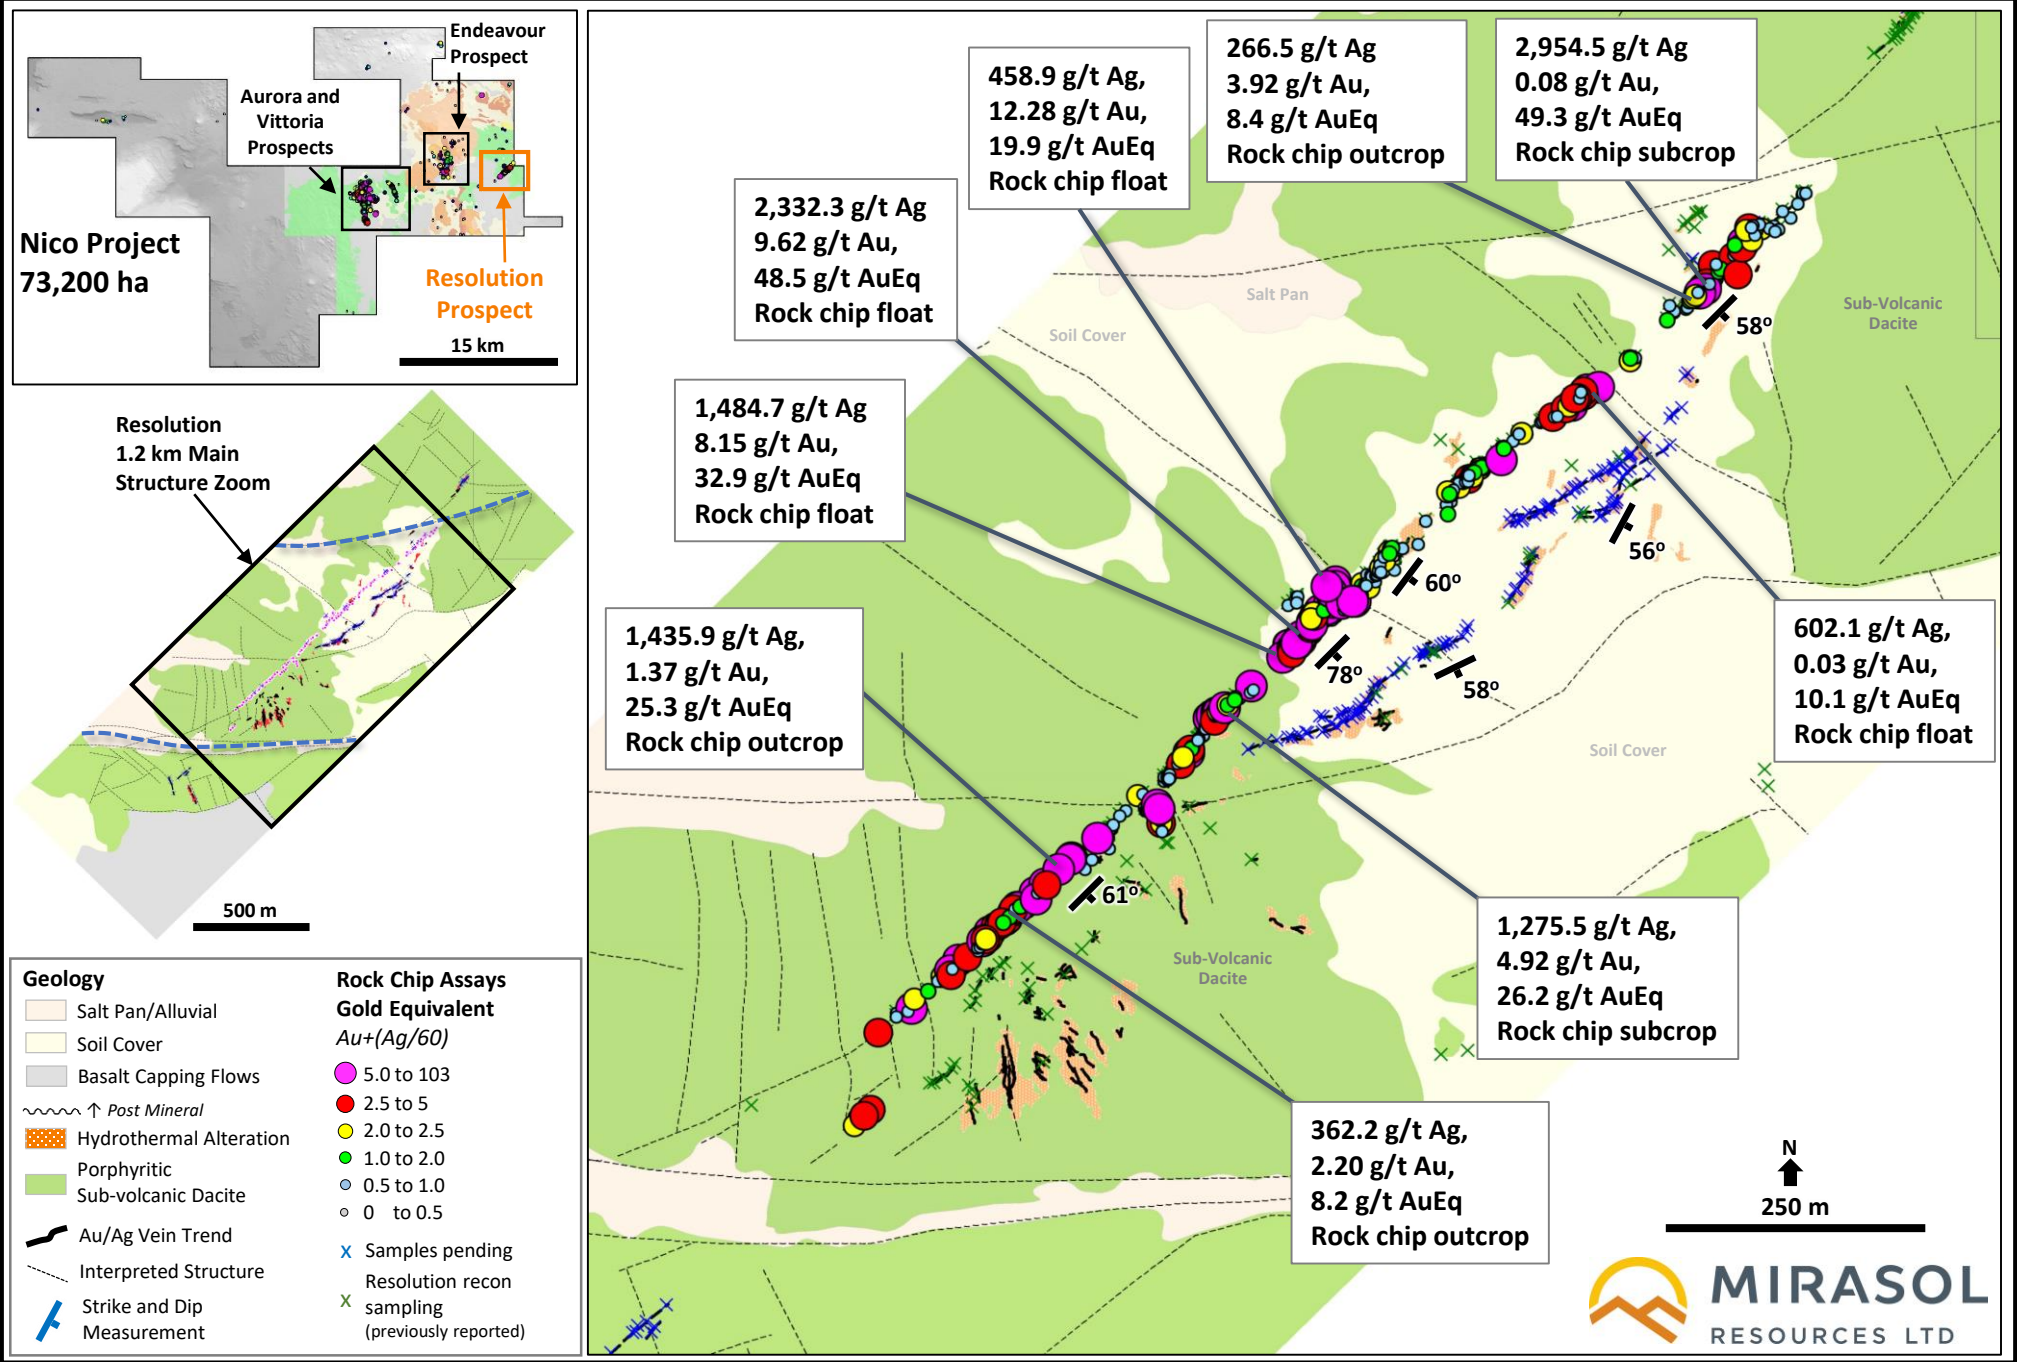 Endeavour
Prospect
Aurora and
Vittoria
Prospects
Nico Project
73,200 ha
Resolution
Prospect
15 km
Resolution
1.2 km Main
Structure Zoom
500 m
Geology
Salt Pan/Alluvial
Soil Cover
Basalt Capping Flows
↑ Post Mineral
Hydrothermal Alteration
Porphyritic
Sub-volcanic Dacite
Au/Ag Vein Trend
Interpreted Structure
Strike and Dip
Measurement
Rock Chip Assays
Gold Equivalent
Au+(Ag/60)
5.0 to 103
2.5 to 5
2.0 to 2.5
1.0 to 2.0
0.5 to 1.0
0 to 0.5
x Samples pending
x Resolution recon
sampling
(previously reported)
458.9 g/t Ag,
12.28 g/t Au,
19.9 g/t AuEq
Rock chip float
266.5 g/t Ag
3.92 g/t Au,
8.4 g/t AuEq
Rock chip outcrop
2,954.5 g/t Ag
0.08 g/t Au,
49.3 g/t AuEq
Rock chip subcrop
2,332.3 g/t Ag
9.62 g/t Au,
48.5 g/t AuEq
Rock chip float
1,484.7 g/t Ag
8.15 g/t Au,
32.9 g/t AuEq
Rock chip float
1,435.9 g/t Ag,
1.37 g/t Au,
25.3 g/t AuEq
Rock chip outcrop
602.1 g/t Ag,
0.03 g/t Au,
10.1 g/t AuEq
Rock chip float
1,275.5 g/t Ag,
4.92 g/t Au,
26.2 g/t AuEq
Rock chip subcrop
362.2 g/t Ag,
2.20 g/t Au,
8.2 g/t AuEq
Rock chip outcrop
Salt Pan
Soil Cover
Sub-Volcanic
Dacite
58º
56º
60º
78º
58º
61º
Soil Cover
Sub-Volcanic
Dacite
N
250 m
MIRASOL
RESOURCES LTD